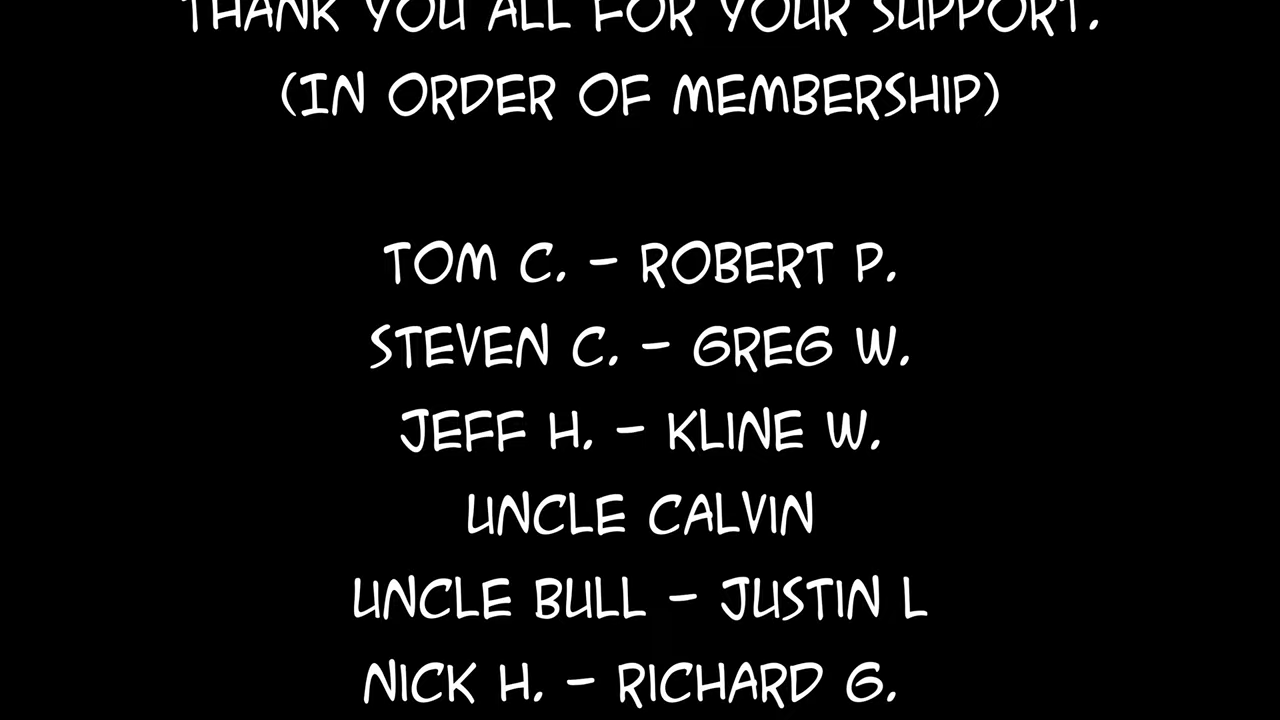 THANK YOU ALL FOR YOUR SUPPORT.
(IN ORDER OF MEMBERSHIP)
TOM C. - ROBERT P.
STEVEN C. - GREG W.
JEFF H. - KLINE W.
UNCLE CALVIN
UNCLE BULL - JUSTIN L
NICK H. - RICHARD G.